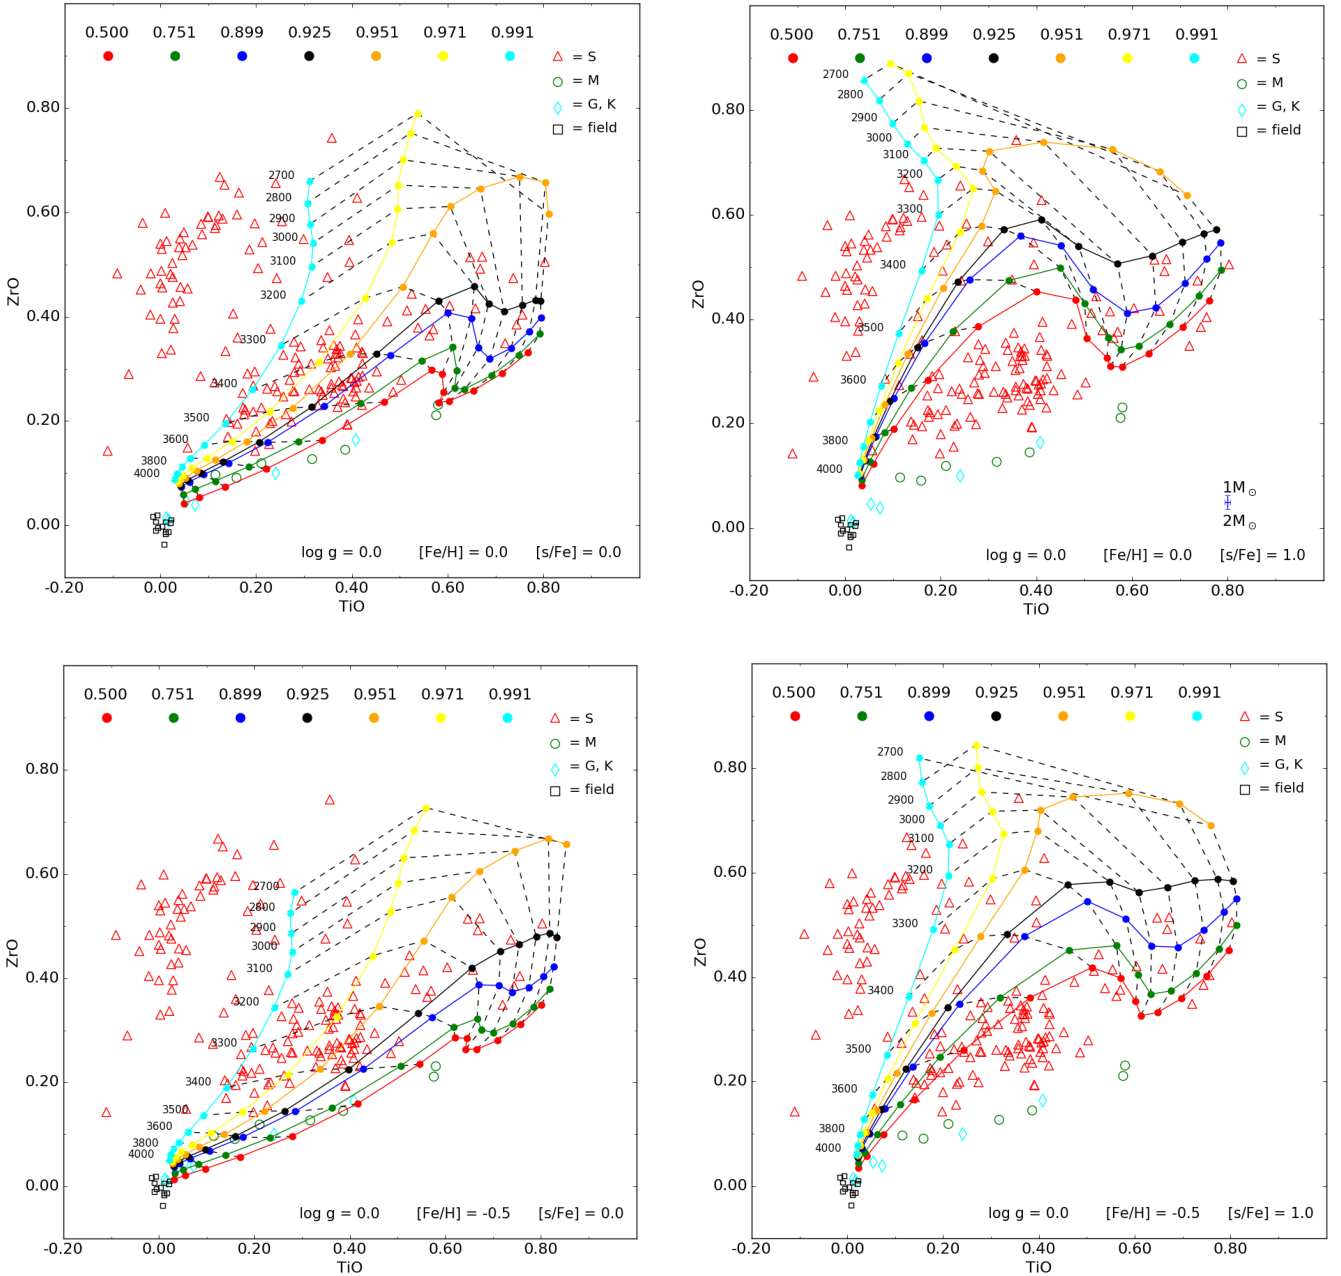 0.500 0.751 0.899 0.925 0.951 0.971 0.991
= S
= M
= G, K
= field
0.80
0.60
0.40
0.20
0.00
ZrO
2700
2800
2900
3000
3100
3200
3300
3400
3500
3600
3800
4000
log g = 0.0 [Fe/H] = 0.0 [s/Fe] = 0.0
-0.20 0.00 0.20 0.40 0.60 0.80
TiO
0.500 0.751 0.899 0.925 0.951 0.971 0.991
= S
= M
= G, K
= field
0.80
0.60
0.40
0.20
0.00
ZrO
2700
2800
2900
3000
3100
3200
3300
3400
3500
3600
3800
4000
1M⊙
2M⊙
log g = 0.0 [Fe/H] = 0.0 [s/Fe] = 1.0
-0.20 0.00 0.20 0.40 0.60 0.80
TiO
0.500 0.751 0.899 0.925 0.951 0.971 0.991
= S
= M
= G, K
= field
0.80
0.60
0.40
0.20
0.00
ZrO
2700
2800
2900
3000
3100
3200
3300
3400
3500
3600
3800
4000
log g = 0.0 [Fe/H] = -0.5 [s/Fe] = 0.0
-0.20 0.00 0.20 0.40 0.60 0.80
TiO
0.500 0.751 0.899 0.925 0.951 0.971 0.991
= S
= M
= G, K
= field
0.80
0.60
0.40
0.20
0.00
ZrO
2700
2800
2900
3000
3100
3200
3300
3400
3500
3600
3800
4000
log g = 0.0 [Fe/H] = -0.5 [s/Fe] = 1.0
-0.20 0.00 0.20 0.40 0.60 0.80
TiO